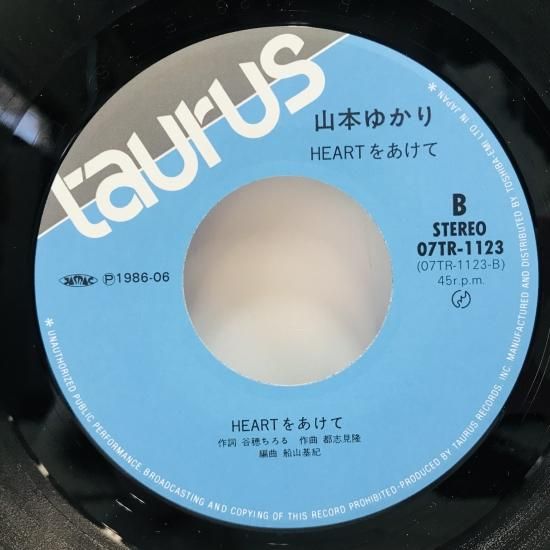 taurus
山本ゆかり
HEARTをあけて
B
STEREO
07TR-1123
(07TR-1123-B)
45r.p.m.
JASRAC Ⓟ1986-06
HEARTをあけて
作詞 谷穂ちろる 作曲 都志見隆
編曲 船山基紀
*UNAUTHORIZED PUBLIC PERFORMANCE BROADCASTING AND COPYING OF THIS RECORD PROHIBITED·PRODUCED BY TAURUS RECORDS, INC. MANUFACTURED AND DISTRIBUTED BY TOSHIBA-EMI LTD IN JAPAN*